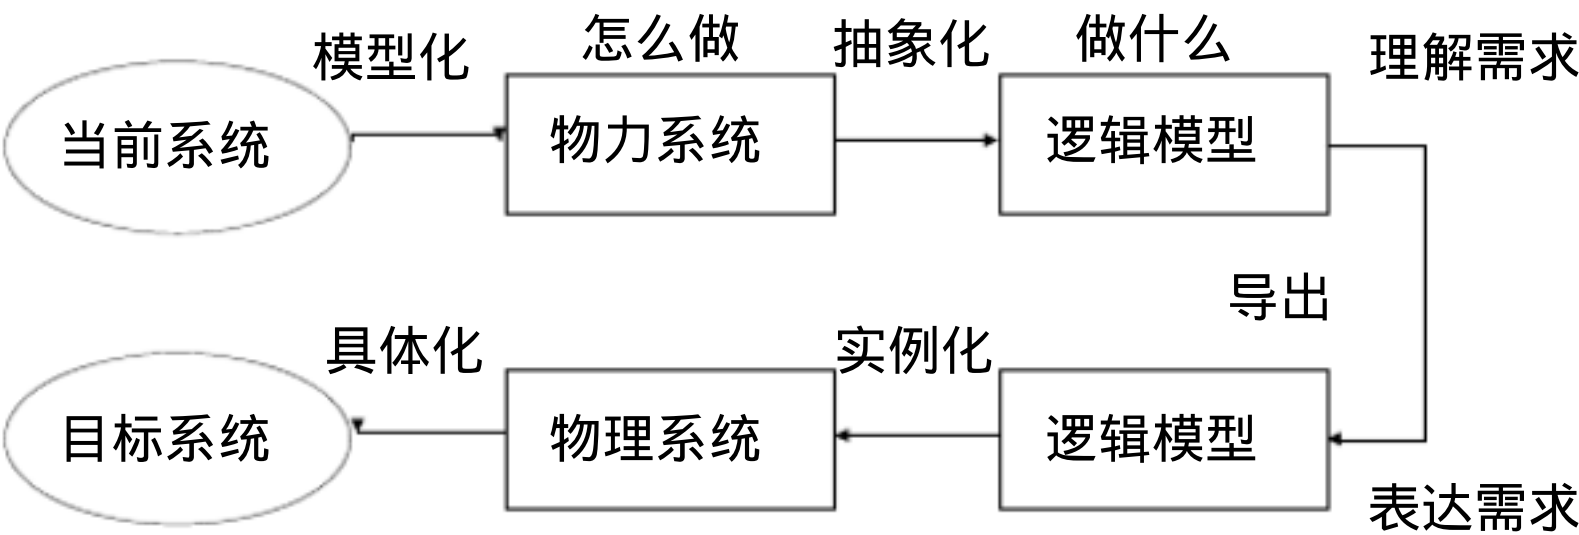 模型化
怎么做
抽象化
做什么
理解需求
当前系统
物力系统
逻辑模型
导出
具体化
实例化
目标系统
物理系统
逻辑模型
表达需求